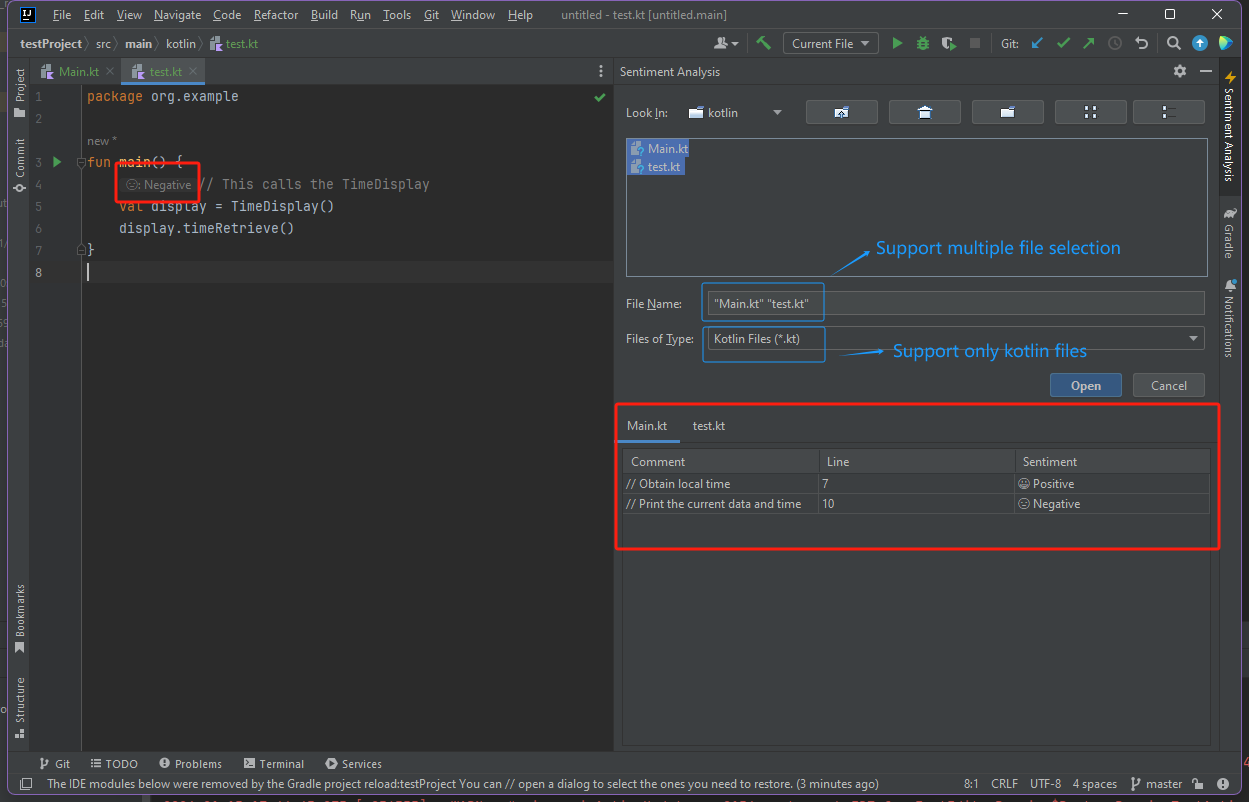 File Edit View Navigate Code Refactor Build Run Tools Git Window Help untitled - test.kt [untitled.main]
testProject src main kotlin test.kt Current File Git:
Project
Commit
Bookmarks
Structure
Main.kt test.kt
1 package org.example
2
new *
3 fun main() {
4 : Negative // This calls the TimeDisplay
5 val display = TimeDisplay()
6 display.timeRetrieve()
7 }
8
Sentiment Analysis
Look In: kotlin
Main.kt
test.kt
Support multiple file selection
File Name: "Main.kt" "test.kt"
Files of Type: Kotlin Files (*.kt)
Support only kotlin files
Open Cancel
Main.kt test.kt
Comment Line Sentiment
// Obtain local time 7 Positive
// Print the current data and time 10 Negative
Sentiment Analysis
Gradle
Notifications
Git TODO Problems Terminal Services
The IDE modules below were removed by the Gradle project reload:testProject You can // open a dialog to select the ones you need to restore. (3 minutes ago) 8:1 CRLF UTF-8 4 spaces master